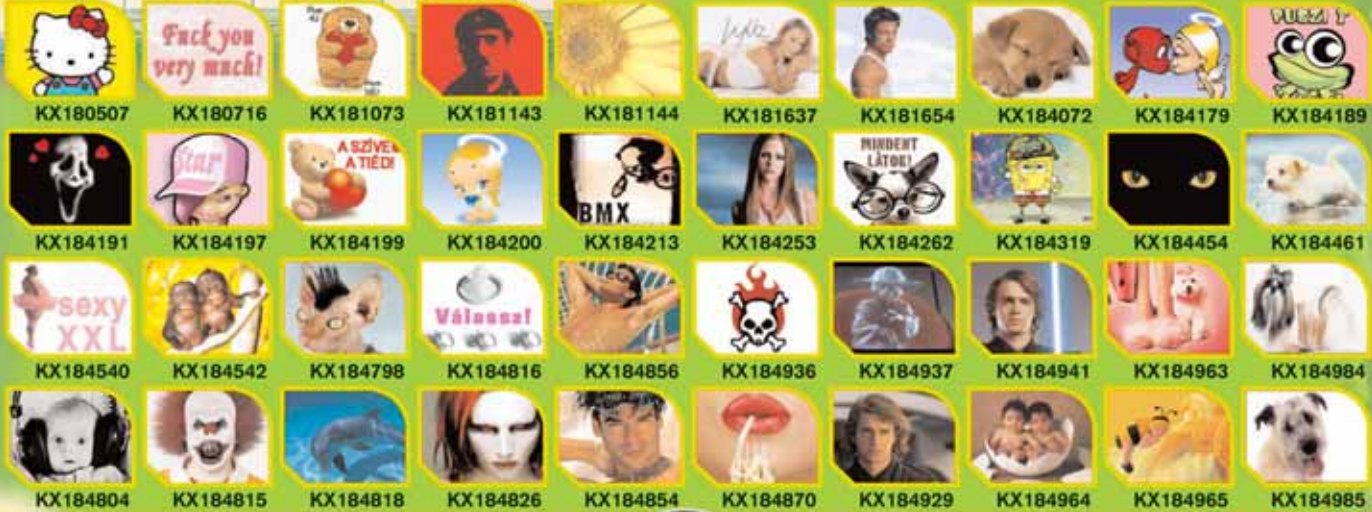 Fuck you
very much!
PUSZI ?
KX180507 KX180716 KX181073 KX181143 KX181144 KX181637 KX181654 KX184072 KX184179 KX184189
Star
A SZÍVEM
A TIÉD!
BMX
MINDENT
LÁTOK!
KX184191 KX184197 KX184199 KX184200 KX184213 KX184253 KX184262 KX184319 KX184454 KX184461
sexy
XXL
Válassz!
KX184540 KX184542 KX184798 KX184816 KX184856 KX184936 KX184937 KX184941 KX184963 KX184984
KX184804 KX184815 KX184818 KX184826 KX184854 KX184870 KX184929 KX184964 KX184965 KX184985